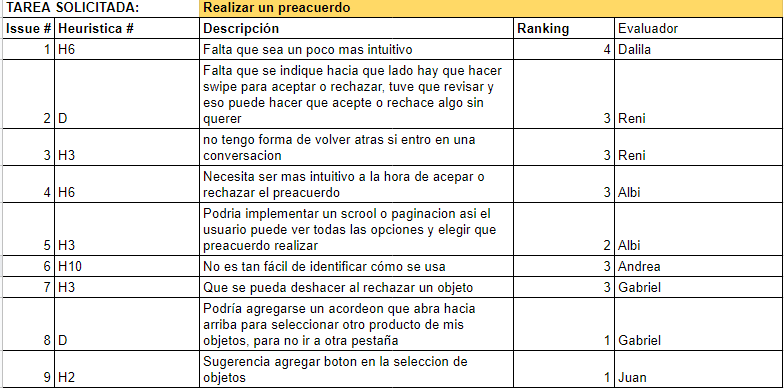 TAREA SOLICITADA: Realizar un preacuerdo
Issue # Heuristica # Descripción Ranking Evaluador
1 H6 Falta que sea un poco mas intuitivo 4 Dalila
Falta que se indique hacia que lado hay que hacer
swipe para aceptar o rechazar, tuve que revisar y
eso puede hacer que acepte o rechace algo sin
2 D querer 3 Reni
no tengo forma de volver atras si entro en una
3 H3 conversacion 3 Reni
Necesita ser mas intuitivo a la hora de acepar o
4 H6 rechazar el preacuerdo 3 Albi
Podria implementar un scrool o paginacion asi el
usuario puede ver todas las opciones y elegir que
5 H3 preacuerdo realizar 2 Albi
6 H10 No es tan fácil de identificar cómo se usa 3 Andrea
7 H3 Que se pueda deshacer al rechazar un objeto 3 Gabriel
Podría agregarse un acordeon que abra hacia
arriba para seleccionar otro producto de mis
8 D objetos, para no ir a otra pestaña 1 Gabriel
Sugerencia agregar boton en la seleccion de
9 H2 objetos 1 Juan